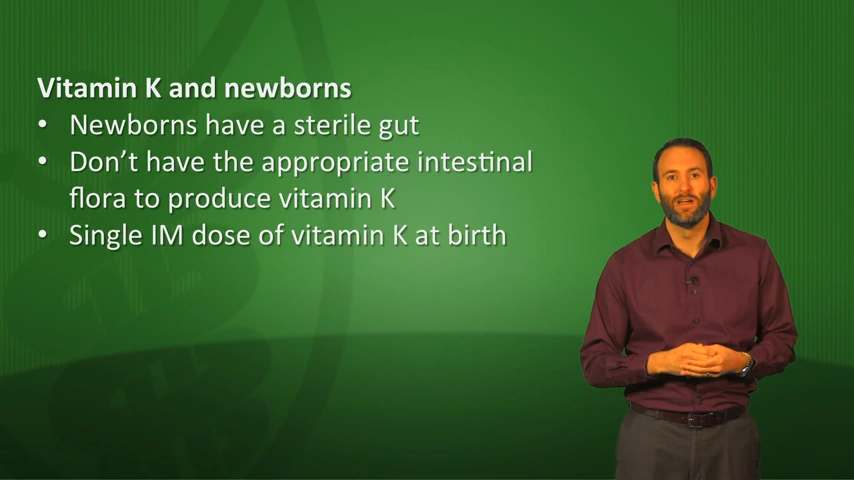 Vitamin K and newborns
• Newborns have a sterile gut
• Don't have the appropriate intestinal
flora to produce vitamin K
• Single IM dose of vitamin K at birth